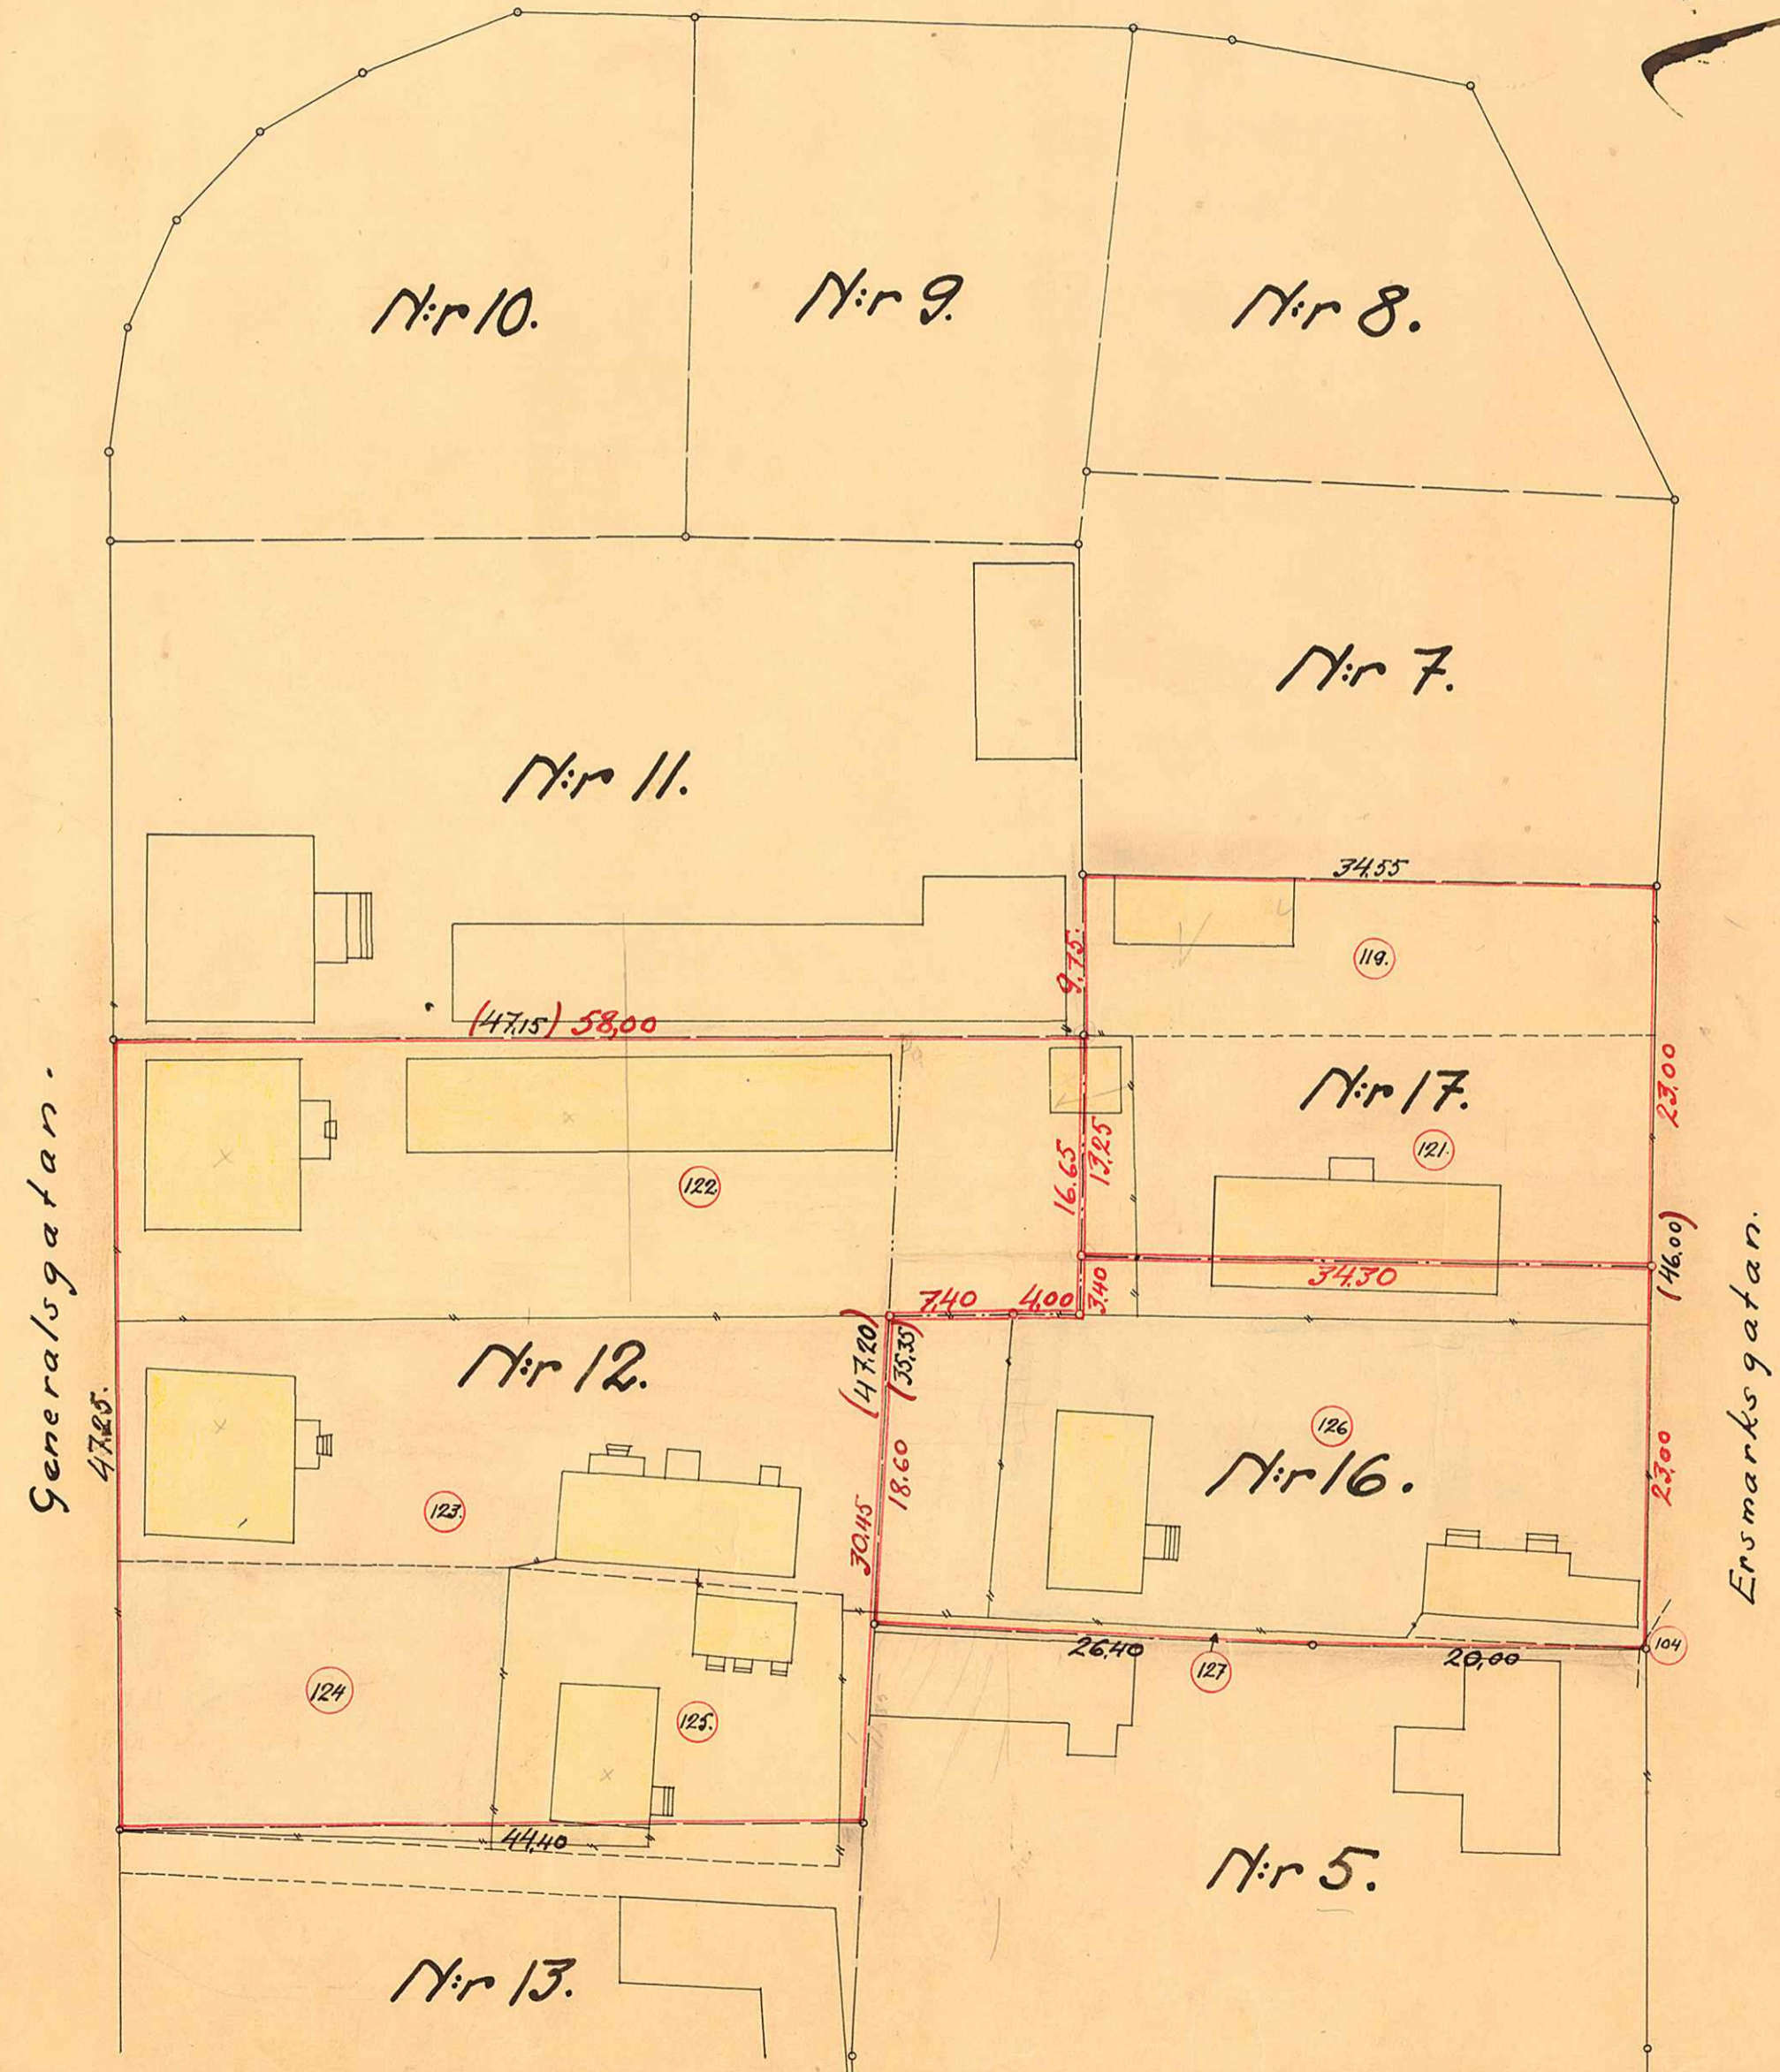 N:r 10.
N:r 9.
N:r 8.
N:r 7.
N:r 11.
34.55
9,75.
119.
(47,15) 58,00
N:r 17.
23,00
121.
16.65
13,25
122.
Generalsgatan.
34.30
3,40
(46.00)
7,40
4,00
(47,20)
(35,35)
N:r 12.
47,25.
126
N:r 16.
18.60
30,45
23,00
Ersmarksgatan.
123.
26,40
127
20,00
104
124
125.
44,40
N:r 5.
N:r 13.